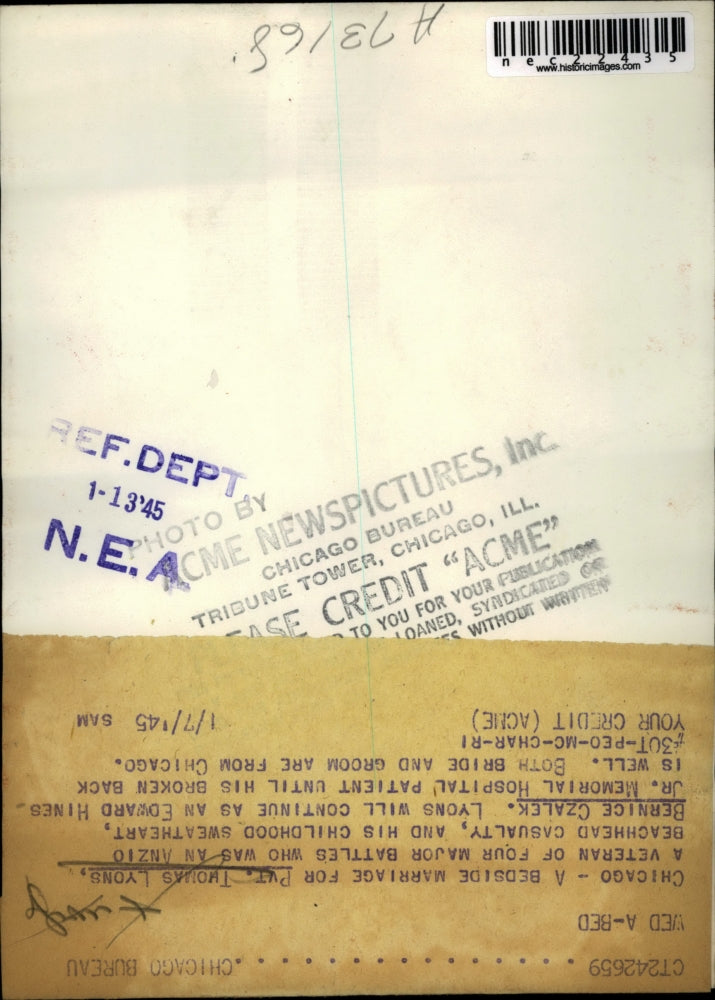 A 73168.
nec22435
www.historicimages.com
REF.DEPT.
1-13'45
N.E.A.
PHOTO BY
ACME NEWSPICTURES, Inc.
CHICAGO BUREAU
TRIBUNE TOWER, CHICAGO, ILL.
EASE CREDIT "ACME"
D TO YOU FOR YOUR PUBLICATION
LOANED, SYNDICATED OR
ES WITHOUT WRITTEN
CT242659 . . . . . . . . . . . . . . . . .CHICAGO BUREAU
WED A-BED
CHICAGO - A BEDSIDE MARRIAGE FOR PVT. THOMAS LYONS,
A VETERAN OF FOUR MAJOR BATTLES WHO WAS AN ANZIO
BEACHHEAD CASUALTY, AND HIS CHILDHOOD SWEATHEART,
BERNICE CZALEK. LYONS WILL CONTINUE AS AN EDWARD HINES
JR. MEMORIAL HOSPITAL PATIENT UNTIL HIS BROKEN BACK
IS WELL. BOTH BRIDE AND GROOM ARE FROM CHICAGO.
#30T-PEO-MC-CHAR-RI
YOUR CREDIT (ACME) 1/7/'45 SAM